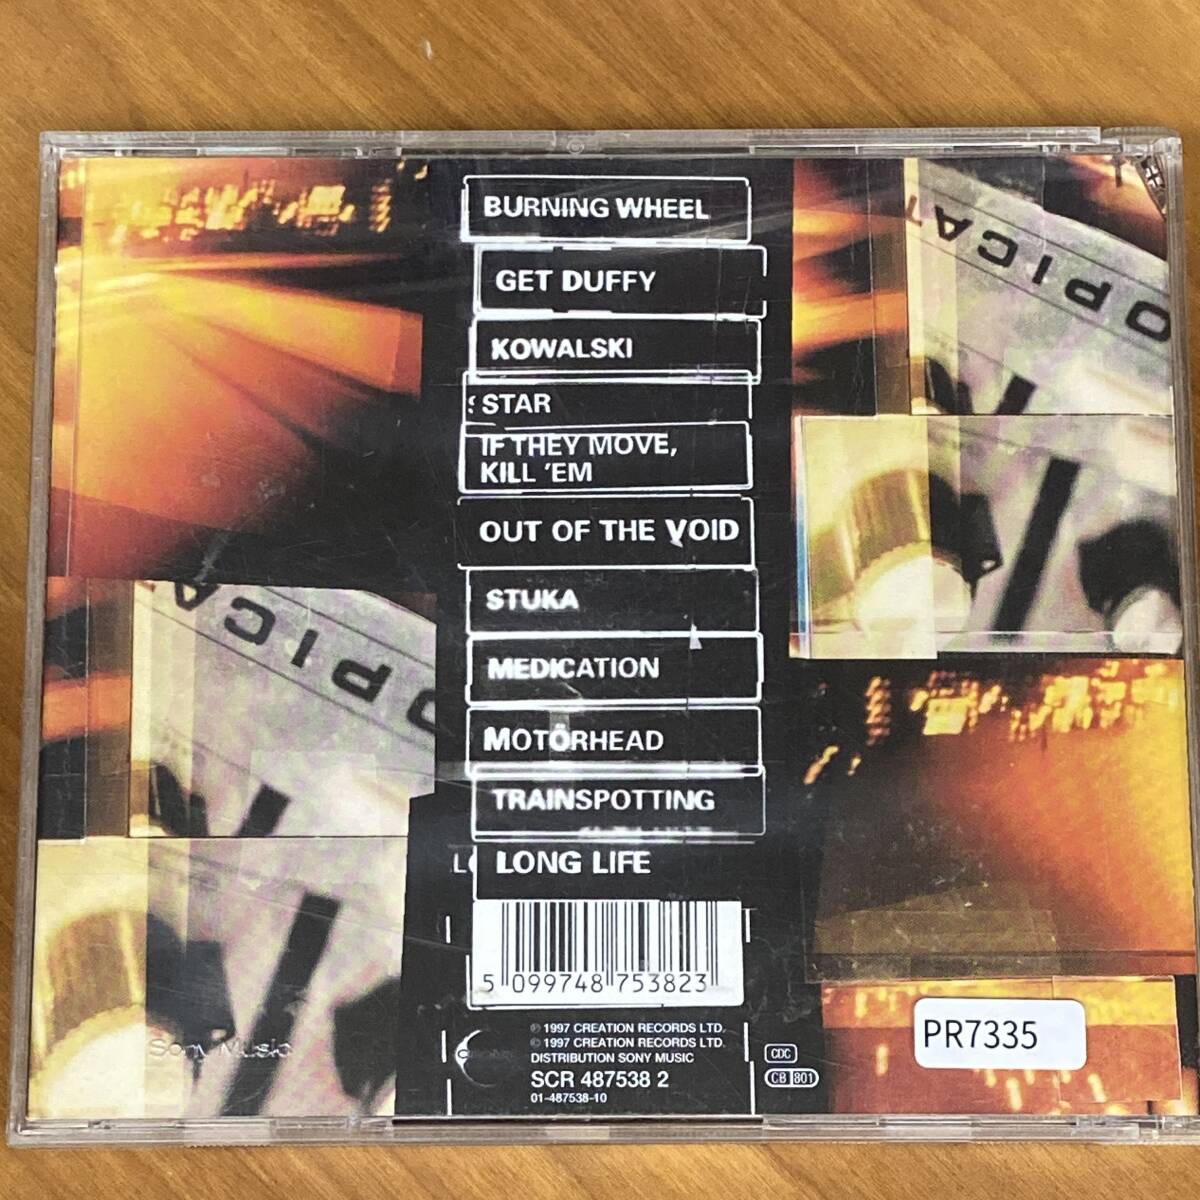 BURNING WHEEL
GET DUFFY
KOWALSKI
STAR
IF THEY MOVE,
KILL 'EM
OUT OF THE VOID
STUKA
MEDICATION
MOTÖRHEAD
TRAINSPOTTING
LONG LIFE
5 099748 753823
℗ 1997 CREATION RECORDS LTD.
© 1997 CREATION RECORDS LTD.
DISTRIBUTION SONY MUSIC
SCR 487538 2
01-487538-10
CDC
CB 801
Sony Music
PR7335
OPICA
OPICA